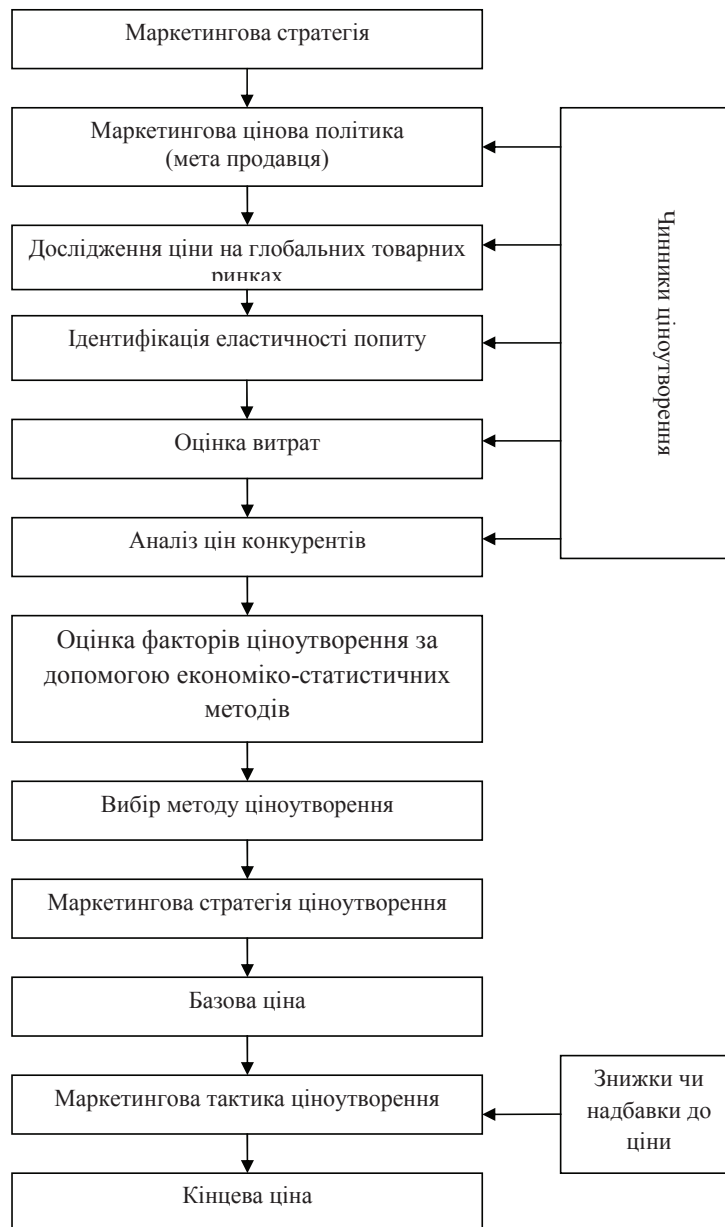 Маркетингова стратегія
Маркетингова цінова політика
(мета продавця)
Дослідження ціни на глобальних товарних
ринках
Ідентифікація еластичності попиту
Оцінка витрат
Аналіз цін конкурентів
Чинники ціноутворення
Оцінка факторів ціноутворення за
допомогою економіко-статистичних
методів
Вибір методу ціноутворення
Маркетингова стратегія ціноутворення
Базова ціна
Маркетингова тактика ціноутворення
Знижки чи
надбавки до
ціни
Кінцева ціна